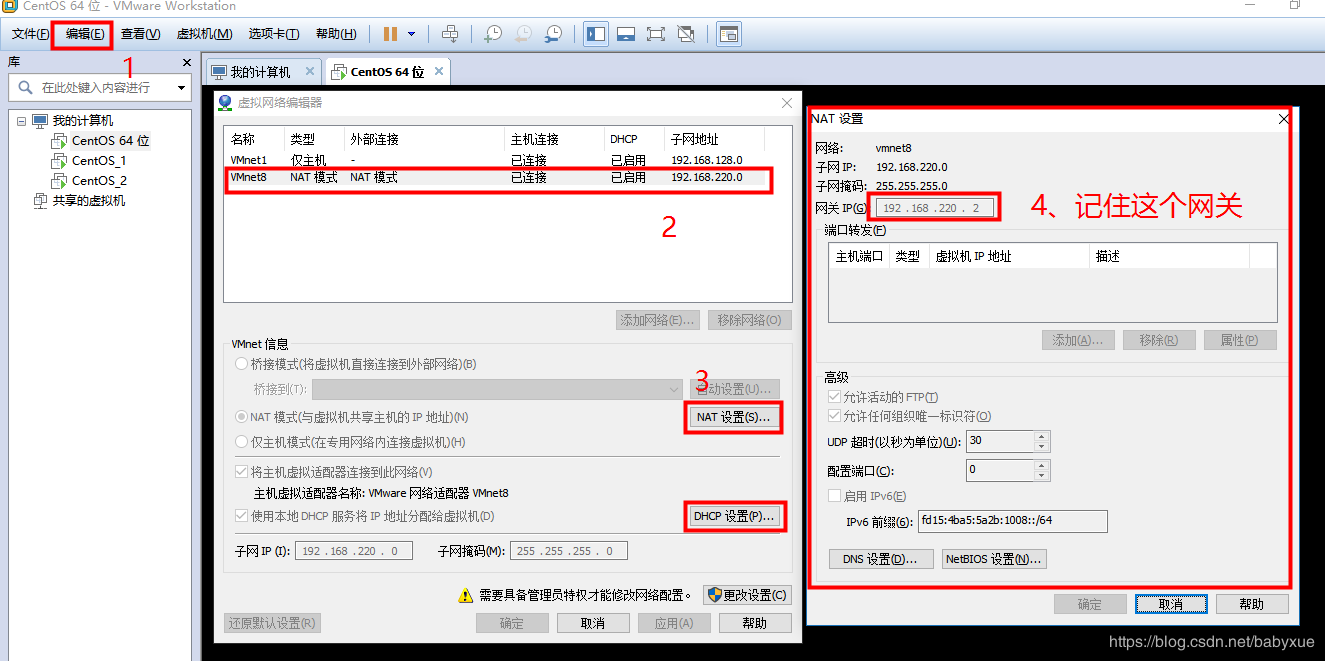 CentOS 64 位 - VMware Workstation
文件(F) 编辑(E) 查看(V) 虚拟机(M) 选项卡(T) 帮助(H)
1
库
在此处键入内容进行
我的计算机
CentOS 64 位
CentOS_1
CentOS_2
共享的虚拟机
我的计算机 CentOS 64 位
虚拟网络编辑器
名称 类型 外部连接 主机连接 DHCP 子网地址
VMnet1 仅主机 - 已连接 已启用 192.168.128.0
VMnet8 NAT 模式 NAT 模式 已连接 已启用 192.168.220.0
2
添加网络(E)... 移除网络(O)
VMnet 信息
桥接模式(将虚拟机直接连接到外部网络)(B)
桥接到(T): 自动设置(U)...
3
NAT 模式(与虚拟机共享主机的 IP 地址)(N) NAT 设置(S)...
仅主机模式(在专用网络内连接虚拟机)(H)
将主机虚拟适配器连接到此网络(V)
主机虚拟适配器名称: VMware 网络适配器 VMnet8
使用本地 DHCP 服务将 IP 地址分配给虚拟机(D) DHCP 设置(P)...
子网 IP (I): 192 . 168 . 220 . 0 子网掩码(M): 255 . 255 . 255 . 0
需要具备管理员特权才能修改网络配置。 更改设置(C)
还原默认设置(R) 确定 取消 应用(A) 帮助
NAT 设置
网络: vmnet8
子网 IP: 192.168.220.0
子网掩码: 255.255.255.0
网关 IP(G): 192 . 168 . 220 . 2
4、记住这个网关
端口转发(F)
主机端口 类型 虚拟机 IP 地址 描述
添加(A)... 移除(R) 属性(P)
高级
允许活动的 FTP(T)
允许任何组织唯一标识符(O)
UDP 超时(以秒为单位)(U): 30
配置端口(C): 0
启用 IPv6(E)
IPv6 前缀(6): fd15:4ba5:5a2b:1008::/64
DNS 设置(D)... NetBIOS 设置(N)...
确定 取消 帮助
https://blog.csdn.net/babyxue